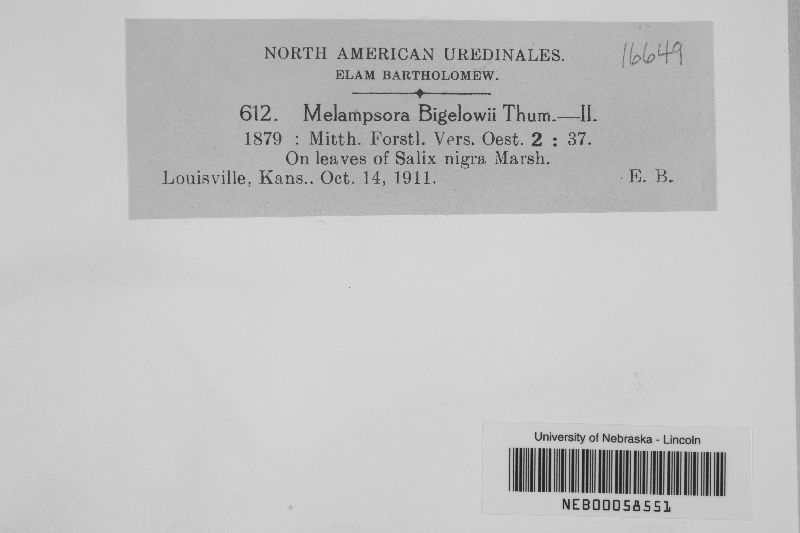 NORTH AMERICAN UREDINALES.
16649
ELAM BARTHOLOMEW.
612. Melampsora Bigelowii Thum.—II.
1879 : Mitth. Forstl. Vers. Oest. 2 : 37.
On leaves of Salix nigra Marsh.
Louisville, Kans.. Oct. 14, 1911. E. B.
University of Nebraska - Lincoln
NEB00058551